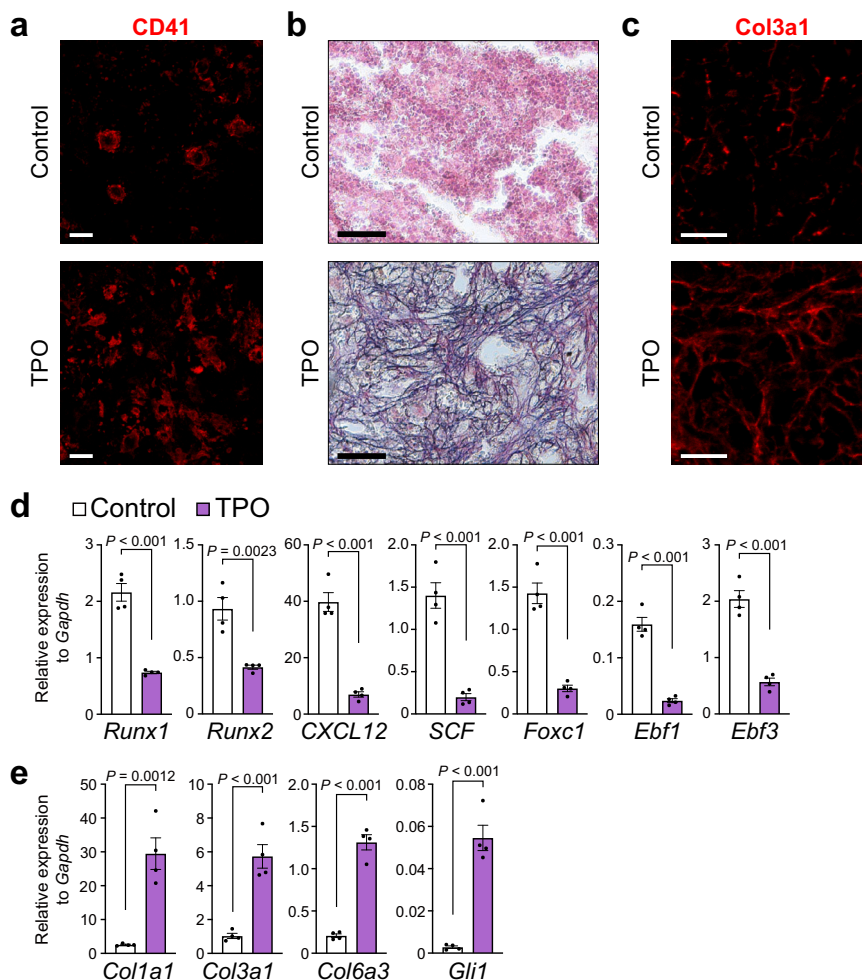 a
CD41
Control
TPO
b
Control
TPO
c
Col3a1
Control
TPO
d
Control
TPO
Relative expression
to Gapdh
3
2
1
0
P < 0.001
Runx1
1.5
1.0
0.5
0
P = 0.0023
Runx2
60
40
20
0
P < 0.001
CXCL12
2.0
1.5
1.0
0.5
0
P < 0.001
SCF
2.0
1.5
1.0
0.5
0
P < 0.001
Foxc1
0.3
0.2
0.1
0
P < 0.001
Ebf1
3
2
1
0
P < 0.001
Ebf3
e
Relative expression
to Gapdh
50
40
30
20
10
0
P = 0.0012
Col1a1
10
8
6
4
2
0
P < 0.001
Col3a1
2.0
1.5
1.0
0.5
0
P < 0.001
Col6a3
0.08
0.06
0.04
0.02
0
P < 0.001
Gli1